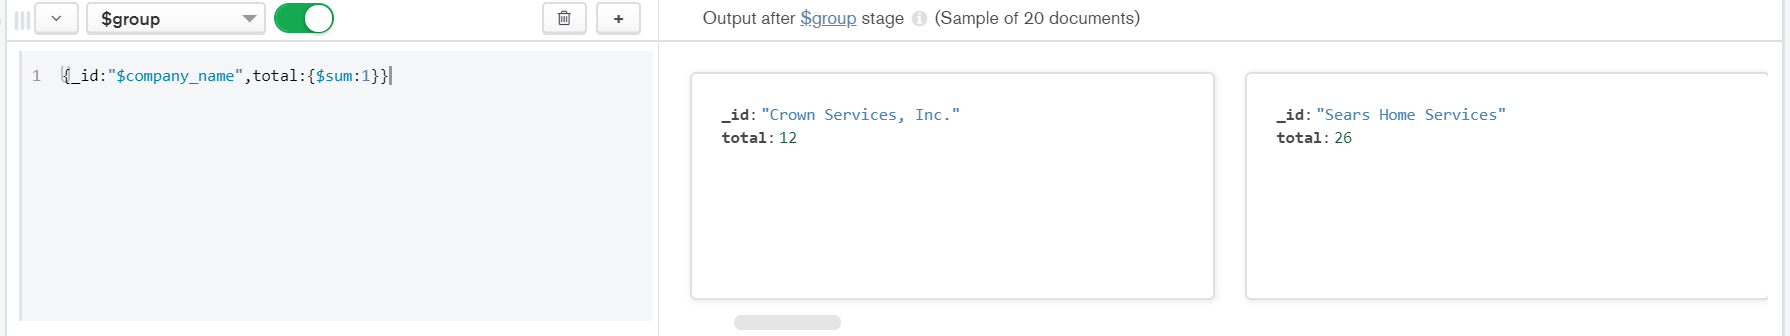 $group
+
Output after $group stage (Sample of 20 documents)
1 {_id:"$company_name",total:{$sum:1}}
_id: "Crown Services, Inc."
total: 12
_id: "Sears Home Services"
total: 26